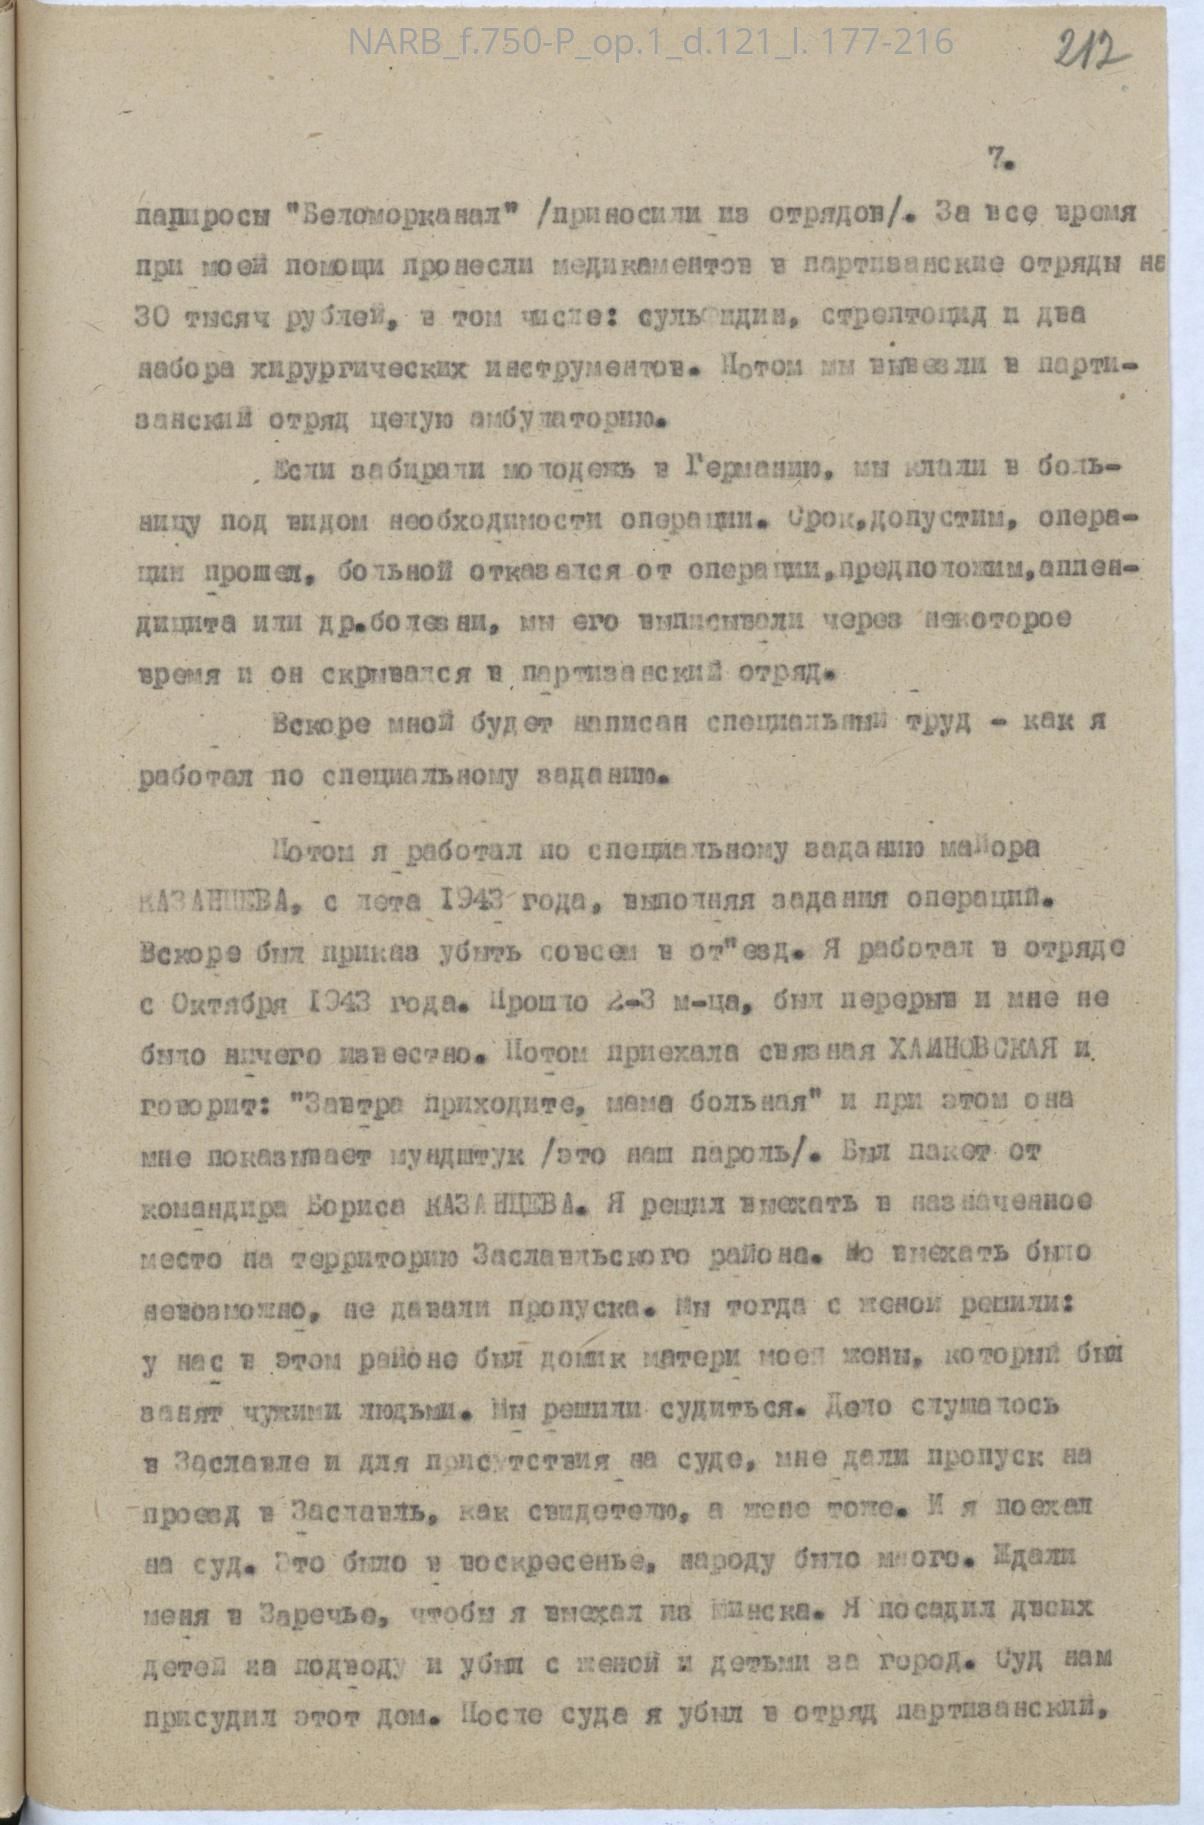 NARB_f.750-P_op.1_d.121_l. 177-216
212
7.
папиросы "Беломорканал" /приносили из отрядов/. За все время
при моей помощи пронесли медикаментов в партизанские отряды на
30 тысяч рублей, в том числе: сульфидин, стрептоцид и два
набора хирургических инструментов. Потом мы вывезли в парти-
занский отряд целую амбулаторию.
Если забирали молодежь в Германию, мы клали в боль-
ницу под видом необходимости операции. Срок,допустим, опера-
ции прошел, больной отказался от операции,предположим,аппен-
дицита или др.болезни, мы его выписывали через некоторое
время и он скрывался в партизанский отряд.
Вскоре мной будет написан специальный труд - как я
работал по специальному заданию.
Потом я работал по специальному заданию майора
КАЗАНЦЕВА, с лета 1943 года, выполняя задания операций.
Вскоре был приказ убыть совсем в от"езд. Я работал в отряде
с Октября 1943 года. Прошло 2-3 м-ца, был перерыв и мне не
было ничего известно. Потом приехала связная ХАИНОВСКАЯ и
говорит: "Завтра приходите, мама больная" и при этом она
мне показывает мундштук /это наш пароль/. Был пакет от
командира Бориса КАЗАНЦЕВА. Я решил выехать в назначенное
место на территорию Заславльского района. Но выехать было
невозможно, не давали пропуска. Мы тогда с женой решили:
у нас в этом районе был домик матери моей жены, который был
занят чужими людьми. Мы решили судиться. Дело слушалось
в Заславле и для присутствия на суде, мне дали пропуск на
проезд в Заславль, как свидетелю, а жене тоже. И я поехал
на суд. Это было в воскресенье, народу было много. Ждали
меня в Заречье, чтобы я выехал из Минска. Я посадил двоих
детей на подводу и убыл с женой и детьми за город. Суд нам
присудил этот дом. После суда я убыл в отряд партизанский,